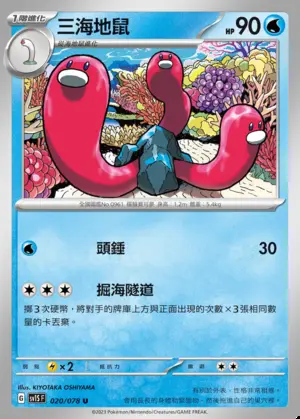 1階進化
三海地鼠
HP 90
從海地鼠進化
全國圖鑑No.0961 種類寶可夢 身高：1.2m 體重：5.4kg
頭錘 30
掘海隧道
擲3次硬幣，將對手的牌庫上方與正面出現的次數×3張相同數量的卡丟棄。
弱點 ×2 抵抗力 撤退
illus. KIYOTAKA OSHIYAMA
G SV1S F 020/078 U
©2023 Pokémon/Nintendo/Creatures/GAME FREAK.